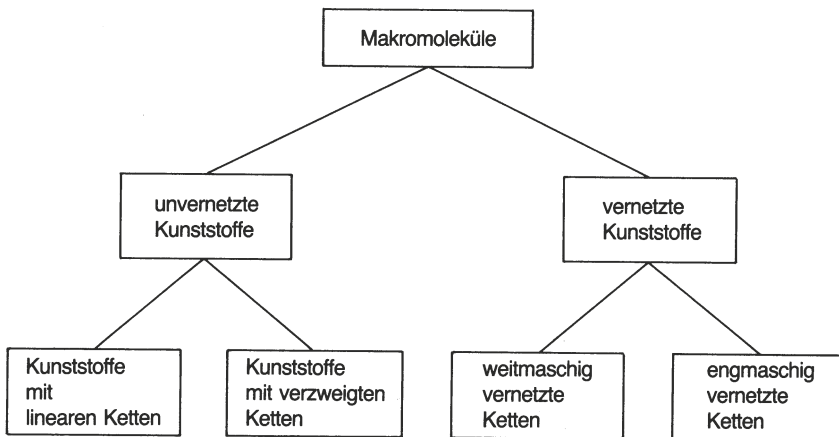 Makromoleküle
unvernetzte
Kunststoffe
vernetzte
Kunststoffe
Kunststoffe
mit
linearen Ketten
Kunststoffe
mit verzweigten
Ketten
weitmaschig
vernetzte
Ketten
engmaschig
vernetzte
Ketten